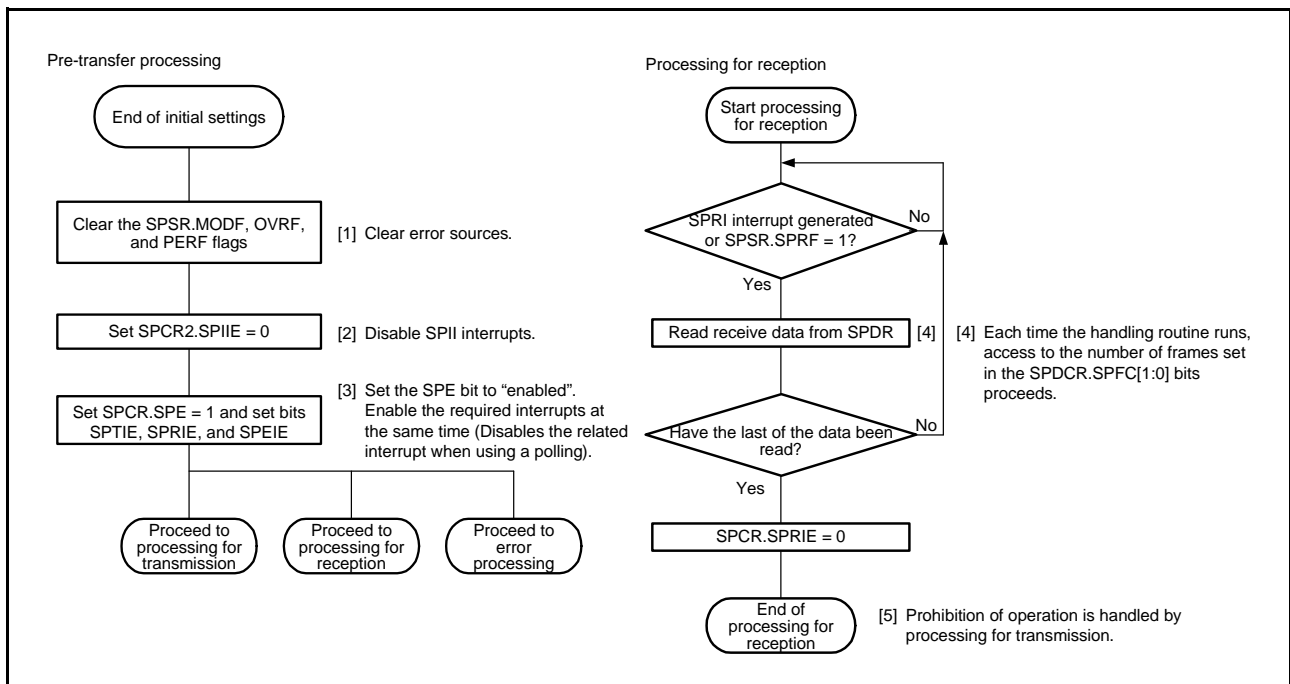 Pre-transfer processing
End of initial settings
Clear the SPSR.MODF, OVRF,
and PERF flags
[1] Clear error sources.
Set SPCR2.SPIIE = 0
[2] Disable SPII interrupts.
Set SPCR.SPE = 1 and set bits
SPTIE, SPRIE, and SPEIE
[3] Set the SPE bit to “enabled”.
Enable the required interrupts at
the same time (Disables the related
interrupt when using a polling).
Proceed to
processing for
transmission
Proceed to
processing for
reception
Proceed to
error
processing
Processing for reception
Start processing
for reception
SPRI interrupt generated
or SPSR.SPRF = 1?
No
Yes
Read receive data from SPDR
[4]
[4] Each time the handling routine runs,
access to the number of frames set
in the SPDCR.SPFC[1:0] bits
proceeds.
Have the last of the data been
read?
No
Yes
SPCR.SPRIE = 0
End of
processing for
reception
[5] Prohibition of operation is handled by
processing for transmission.